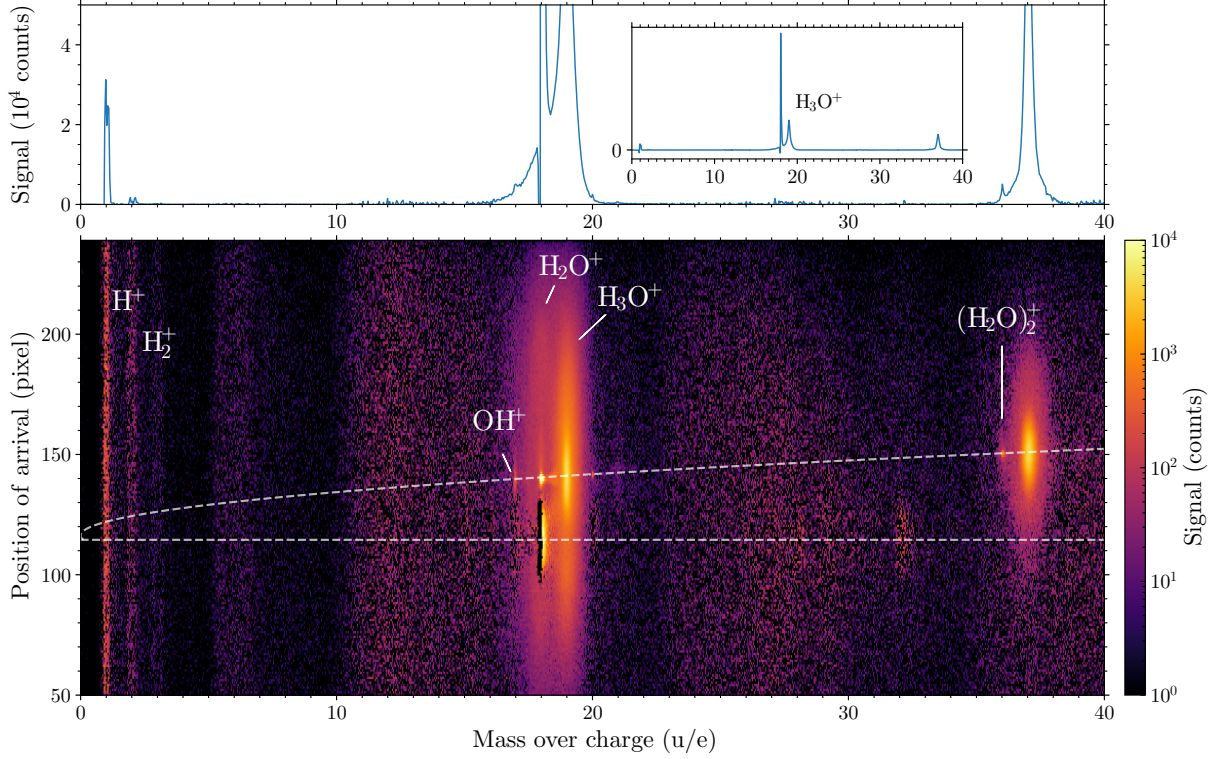 Signal (10⁴ counts)
4
2
0
0
10
20
30
40
0
0
10
20
30
40
H₃O⁺
Position of arrival (pixel)
200
150
100
50
0
10
20
30
40
Mass over charge (u/e)
H⁺
H₂⁺
OH⁺
H₂O⁺
H₃O⁺
(H₂O)₂⁺
10⁴
10³
10²
10¹
10⁰
Signal (counts)